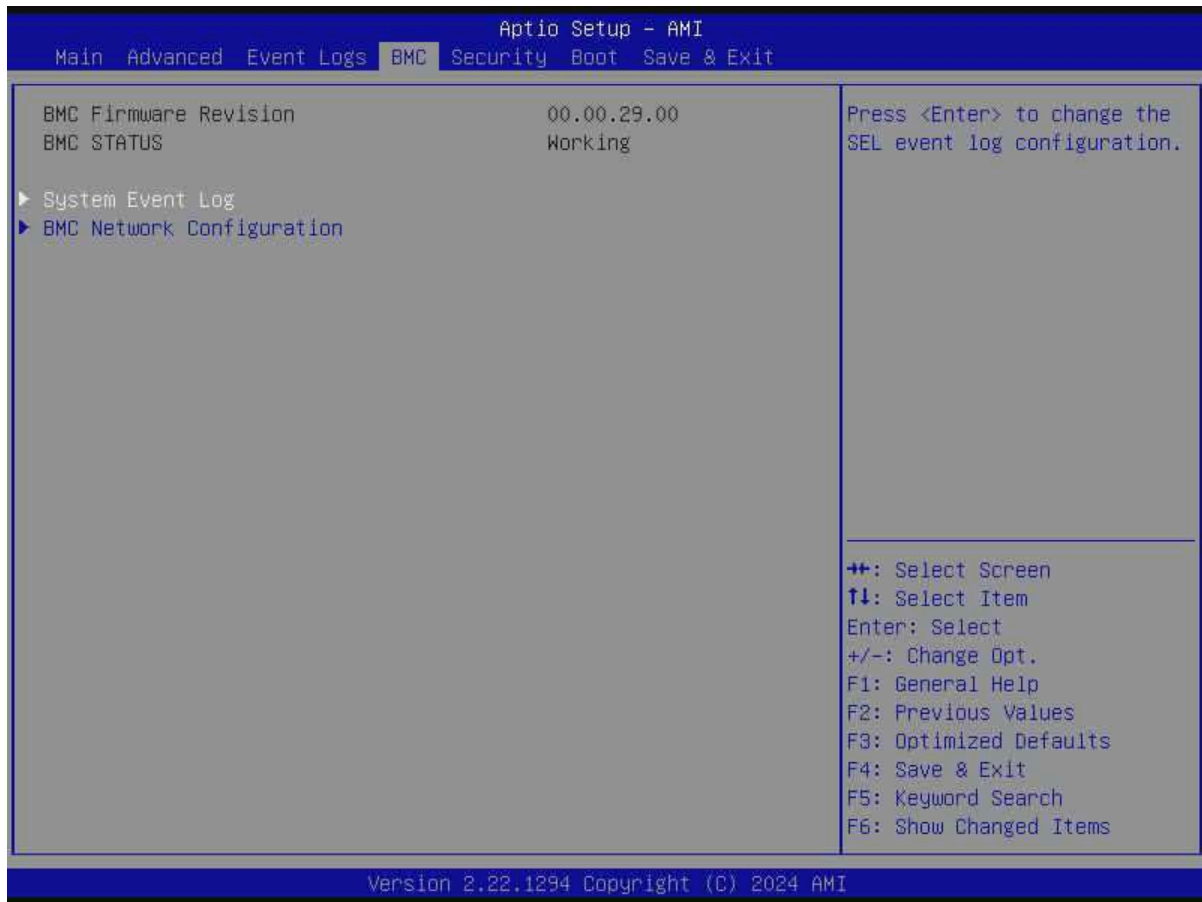 Aptio Setup – AMI
Main Advanced Event Logs BMC Security Boot Save & Exit
BMC Firmware Revision 00.00.29.00
BMC STATUS Working
System Event Log
BMC Network Configuration
Press <Enter> to change the
SEL event log configuration.
→←: Select Screen
↑↓: Select Item
Enter: Select
+/-: Change Opt.
F1: General Help
F2: Previous Values
F3: Optimized Defaults
F4: Save & Exit
F5: Keyword Search
F6: Show Changed Items
Version 2.22.1294 Copyright (C) 2024 AMI